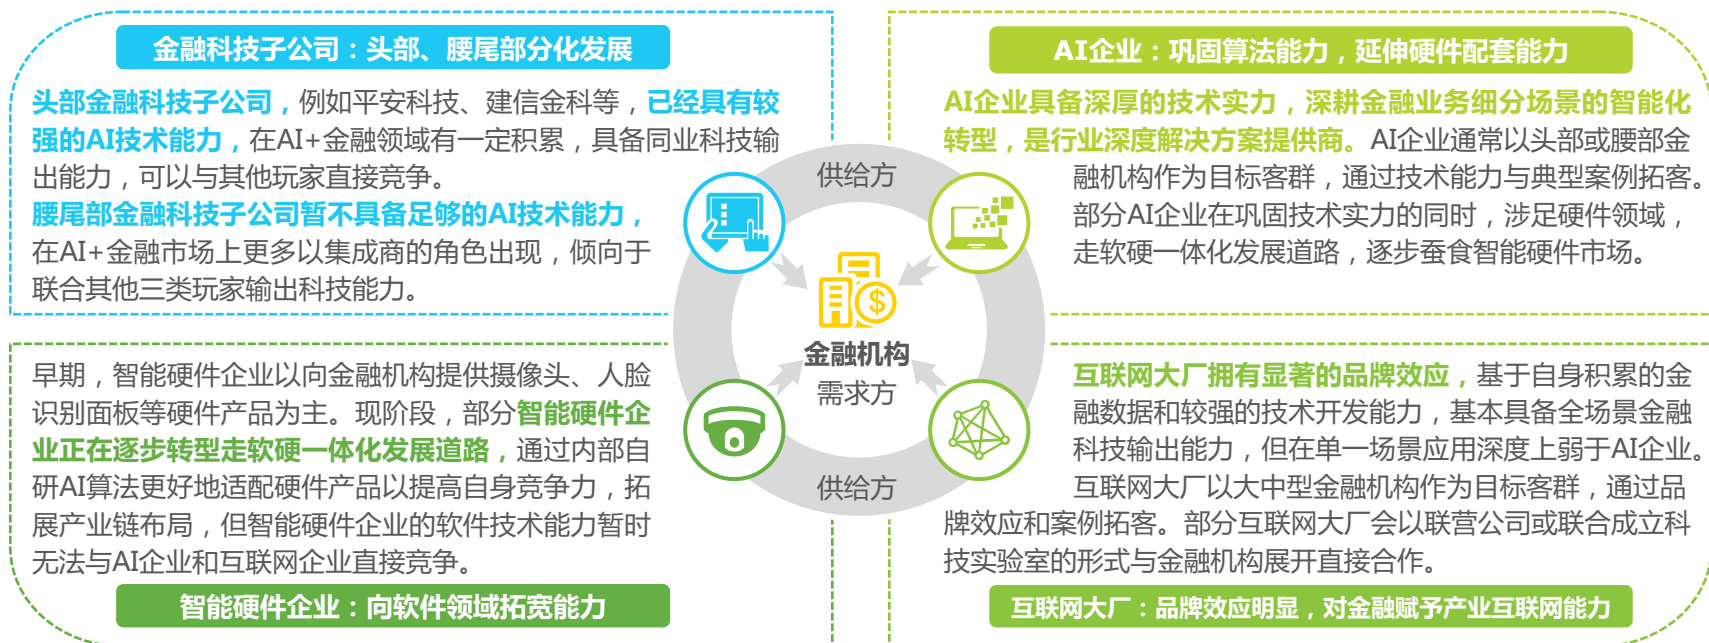 金融科技子公司：头部、腰尾部分化发展
头部金融科技子公司，例如平安科技、建信金科等，已经具有较
强的AI技术能力，在AI+金融领域有一定积累，具备同业科技输
出能力，可以与其他玩家直接竞争。
腰尾部金融科技子公司暂不具备足够的AI技术能力，
在AI+金融市场上更多以集成商的角色出现，倾向于
联合其他三类玩家输出科技能力。
AI企业：巩固算法能力，延伸硬件配套能力
AI企业具备深厚的技术实力，深耕金融业务细分场景的智能化
转型，是行业深度解决方案提供商。AI企业通常以头部或腰部金
融机构作为目标客群，通过技术能力与典型案例拓客。
部分AI企业在巩固技术实力的同时，涉足硬件领域，
走软硬一体化发展道路，逐步蚕食智能硬件市场。
供给方
$
金融机构
需求方
供给方
早期，智能硬件企业以向金融机构提供摄像头、人脸
识别面板等硬件产品为主。现阶段，部分智能硬件企
业正在逐步转型走软硬一体化发展道路，通过内部自
研AI算法更好地适配硬件产品以提高自身竞争力，拓
展产业链布局，但智能硬件企业的软件技术能力暂时
无法与AI企业和互联网企业直接竞争。
智能硬件企业：向软件领域拓宽能力
互联网大厂拥有显著的品牌效应，基于自身积累的金
融数据和较强的技术开发能力，基本具备全场景金融
科技输出能力，但在单一场景应用深度上弱于AI企业。
互联网大厂以大中型金融机构作为目标客群，通过品
牌效应和案例拓客。部分互联网大厂会以联营公司或联合成立科
技实验室的形式与金融机构展开直接合作。
互联网大厂：品牌效应明显，对金融赋予产业互联网能力